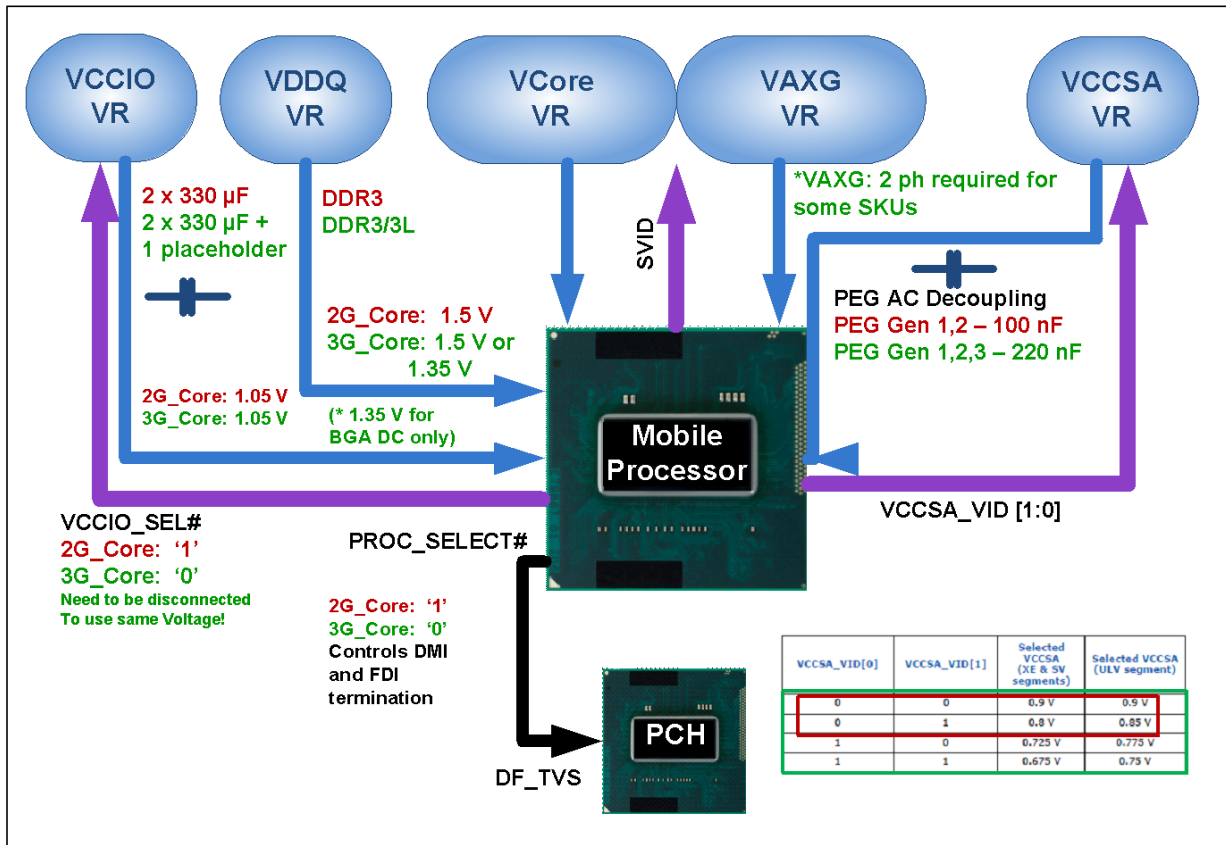 VCCIO
VR
VDDQ
VR
VCore
VR
VAXG
VR
VCCSA
VR
2 x 330 µF
2 x 330 µF +
1 placeholder
DDR3
DDR3/3L
SVID
*VAXG: 2 ph required for
some SKUs
PEG AC Decoupling
PEG Gen 1,2 – 100 nF
PEG Gen 1,2,3 – 220 nF
2G_Core: 1.5 V
3G_Core: 1.5 V or
1.35 V
2G_Core: 1.05 V
3G_Core: 1.05 V
(* 1.35 V for
BGA DC only)
Mobile
Processor
VCCIO_SEL#
2G_Core: ‘1’
3G_Core: ‘0’
Need to be disconnected
To use same Voltage!
PROC_SELECT#
VCCSA_VID [1:0]
2G_Core: ‘1’
3G_Core: ‘0’
Controls DMI
and FDI
termination
PCH
DF_TVS
VCCSA_VID[0] VCCSA_VID[1] Selected VCCSA (XE & SV segments) Selected VCCSA (ULV segment)
0 0 0.9 V 0.9 V
0 1 0.8 V 0.85 V
1 0 0.725 V 0.775 V
1 1 0.675 V 0.75 V